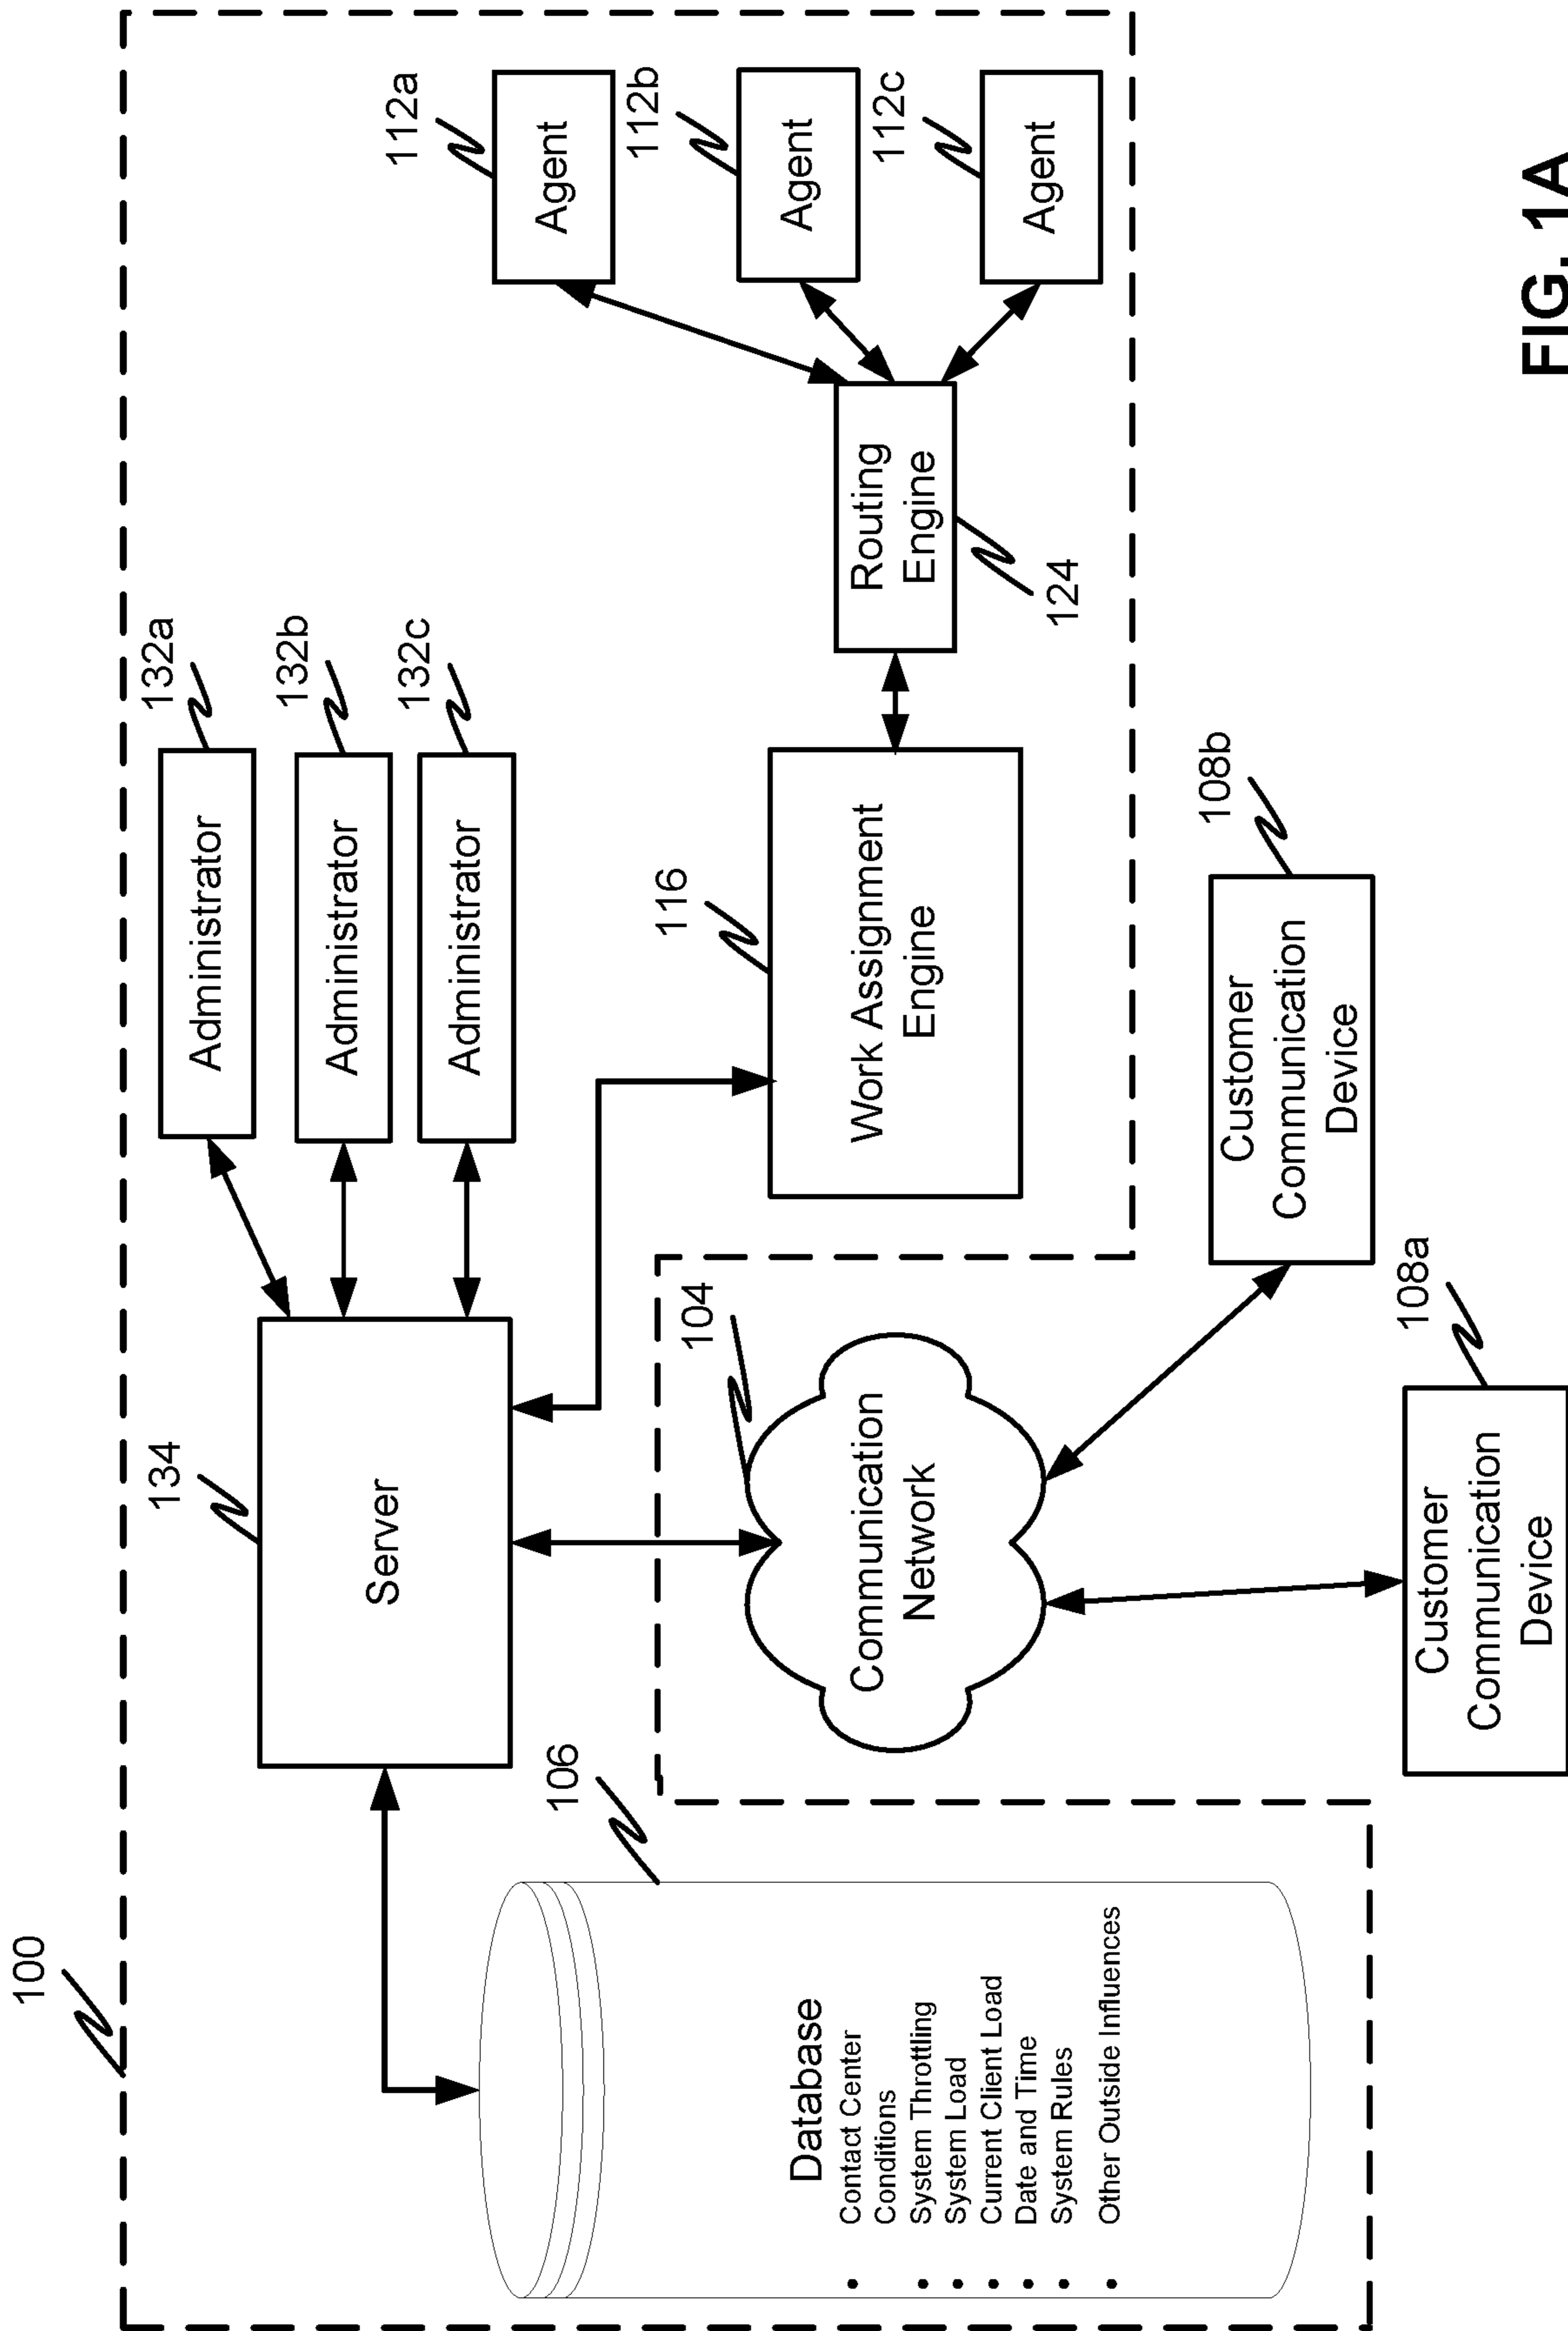 100
134
Server
132a
Administrator
132b
Administrator
132c
Administrator
112a
Agent
112b
Agent
112c
Agent
106
Database
• Contact Center
Conditions
• System Throttling
• System Load
• Current Client Load
• Date and Time
• System Rules
• Other Outside Influences
104
Communication
Network
116
Work Assignment
Engine
Routing
Engine
124
108a
Customer
Communication
Device
108b
Customer
Communication
Device
FIG. 1A